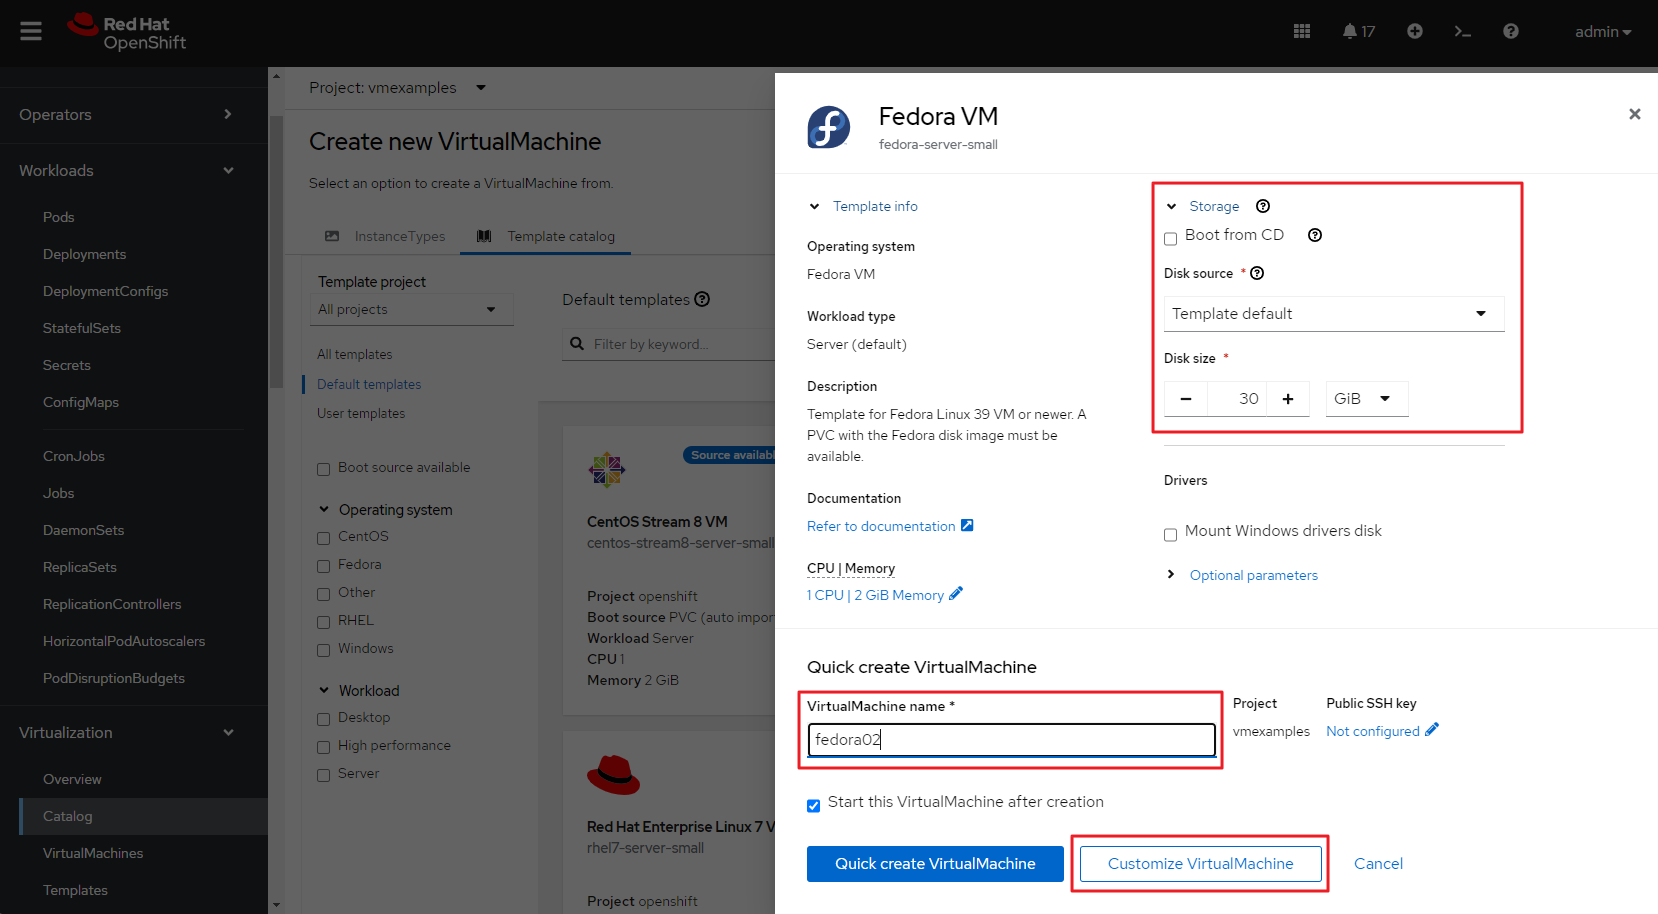 Red Hat
OpenShift
17
admin
Operators
Workloads
Pods
Deployments
DeploymentConfigs
StatefulSets
Secrets
ConfigMaps
CronJobs
Jobs
DaemonSets
ReplicaSets
ReplicationControllers
HorizontalPodAutoscalers
PodDisruptionBudgets
Virtualization
Overview
Catalog
VirtualMachines
Templates
Project: vmexamples
Create new VirtualMachine
Select an option to create a VirtualMachine from.
InstanceTypes
Template catalog
Template project
All projects
All templates
Default templates
User templates
Boot source available
Operating system
CentOS
Fedora
Other
RHEL
Windows
Workload
Desktop
High performance
Server
Default templates
Filter by keyword...
Source availabl
CentOS Stream 8 VM
centos-stream8-server-small
Project openshift
Boot source PVC (auto impor
Workload Server
CPU 1
Memory 2 GiB
Red Hat Enterprise Linux 7 V
rhel7-server-small
Project openshift
Fedora VM
fedora-server-small
Template info
Operating system
Fedora VM
Workload type
Server (default)
Description
Template for Fedora Linux 39 VM or newer. A
PVC with the Fedora disk image must be
available.
Documentation
Refer to documentation
CPU | Memory
1 CPU | 2 GiB Memory
Storage
Boot from CD
Disk source *
Template default
Disk size *
30
GiB
Drivers
Mount Windows drivers disk
Optional parameters
Quick create VirtualMachine
VirtualMachine name *
fedora02
Project
vmexamples
Public SSH key
Not configured
Start this VirtualMachine after creation
Quick create VirtualMachine
Customize VirtualMachine
Cancel